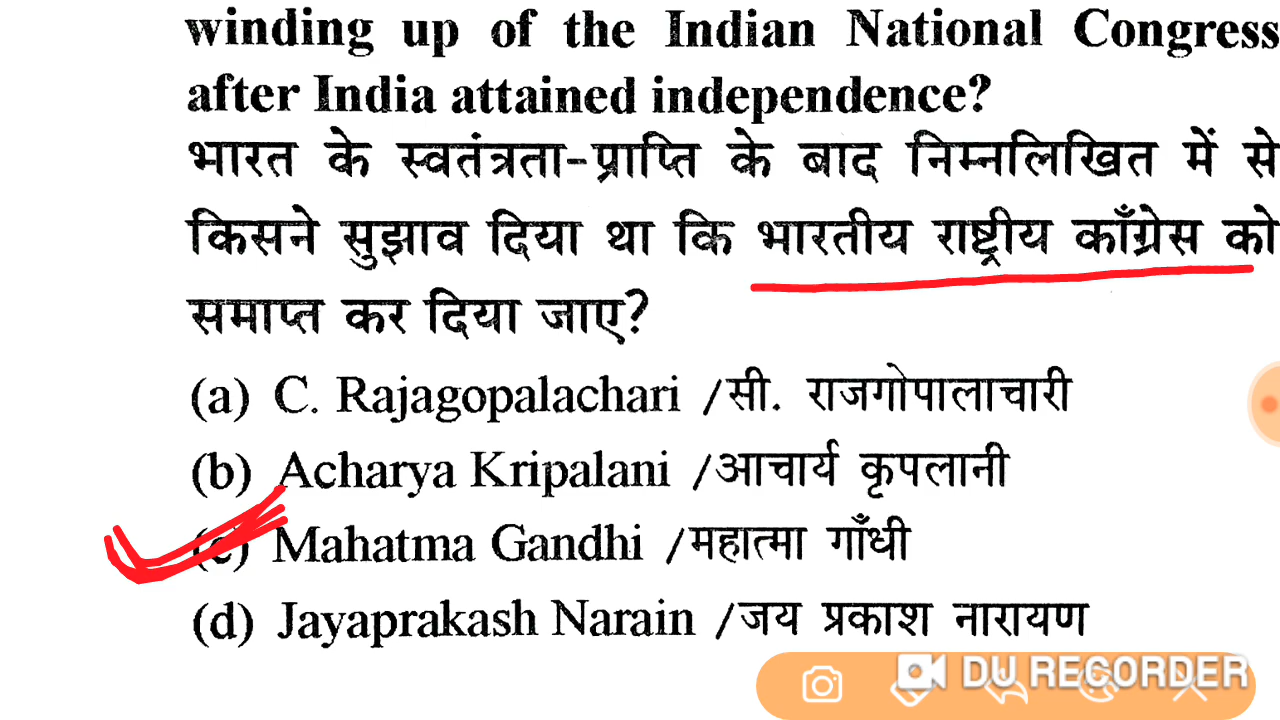 winding up of the Indian National Congress
after India attained independence?
भारत के स्वतंत्रता-प्राप्ति के बाद निम्नलिखित में से
किसने सुझाव दिया था कि भारतीय राष्ट्रीय काँग्रेस को
समाप्त कर दिया जाए?
(a) C. Rajagopalachari /सी. राजगोपालाचारी
(b) Acharya Kripalani /आचार्य कृपलानी
(c) Mahatma Gandhi /महात्मा गाँधी
(d) Jayaprakash Narain /जय प्रकाश नारायण
DU RECORDER